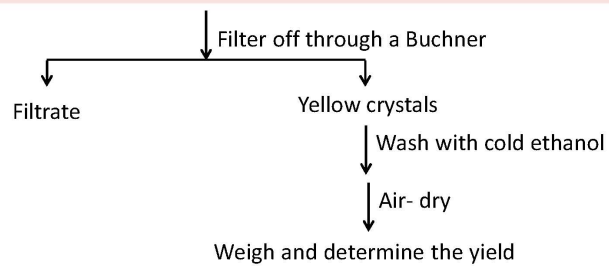 Filter off through a Buchner
Filtrate
Yellow crystals
Wash with cold ethanol
Air- dry
Weigh and determine the yield